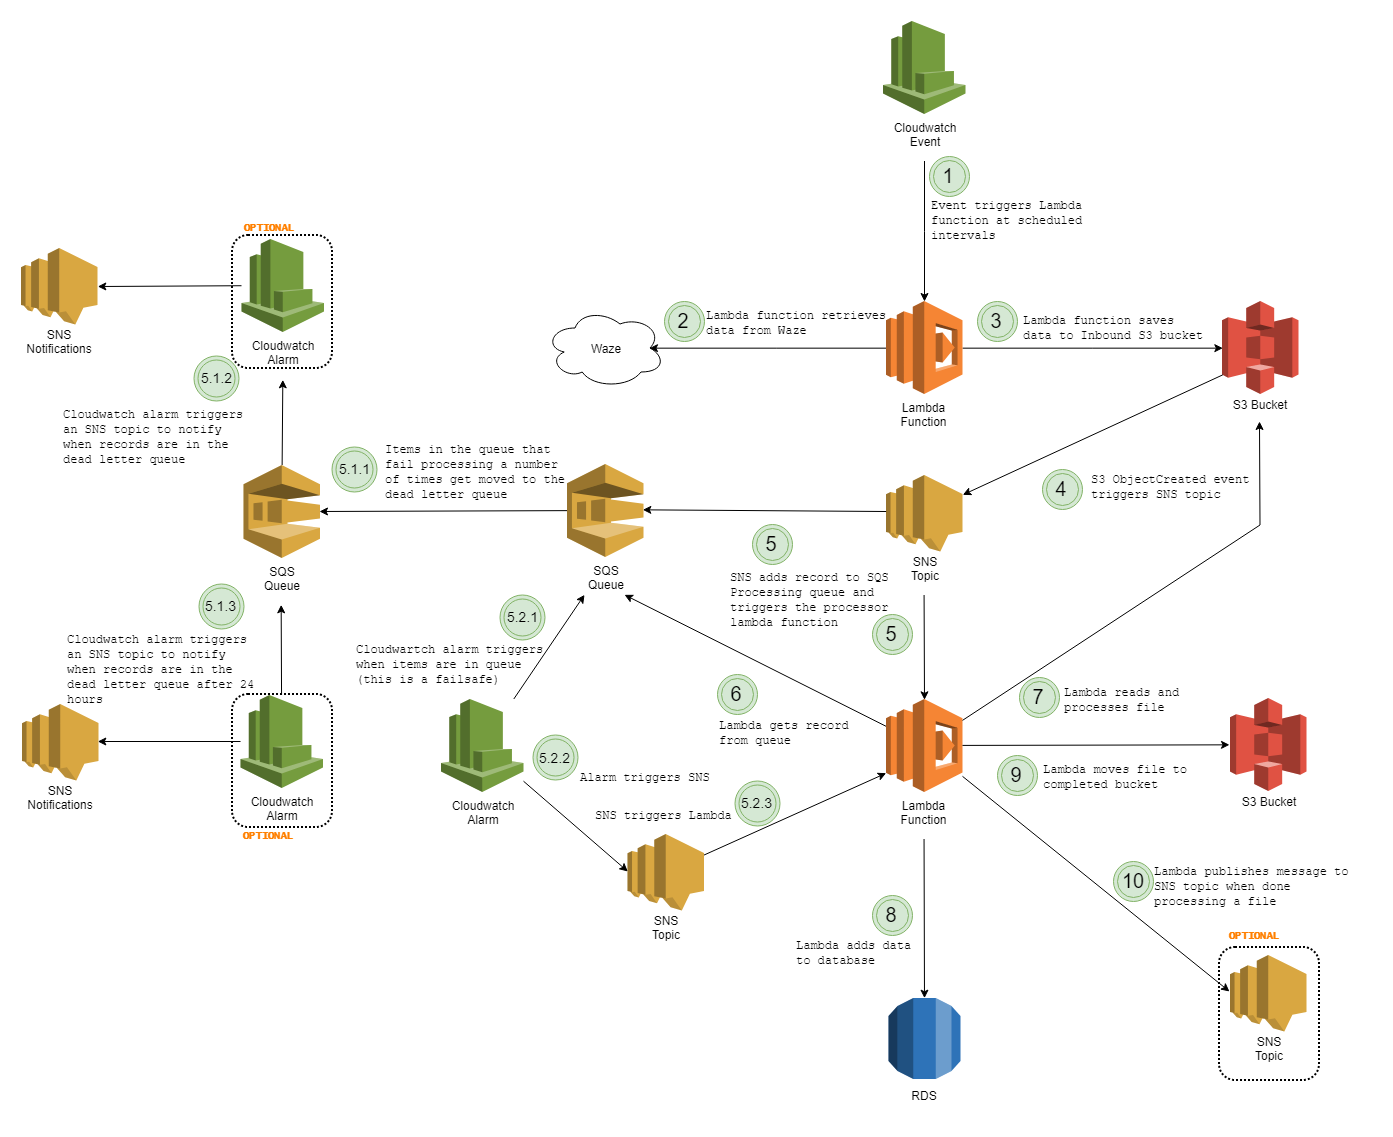 Cloudwatch
Event
1
Event triggers Lambda
function at scheduled
intervals
OPTIONAL
Cloudwatch
Alarm
SNS
Notifications
2
Lambda function retrieves
data from Waze
Waze
3
Lambda function saves
data to Inbound S3 bucket
Lambda
Function
S3 Bucket
5.1.2
Cloudwatch alarm triggers
an SNS topic to notify
when records are in the
dead letter queue
5.1.1
Items in the queue that
fail processing a number
of times get moved to the
dead letter queue
4
S3 ObjectCreated event
triggers SNS topic
SQS
Queue
SQS
Queue
SNS
Topic
5
SNS adds record to SQS
Processing queue and
triggers the processor
lambda function
5
5.1.3
Cloudwatch alarm triggers
an SNS topic to notify
when records are in the
dead letter queue after 24
hours
5.2.1
Cloudwartch alarm triggers
when items are in queue
(this is a failsafe)
6
Lambda gets record
from queue
7
Lambda reads and
processes file
SNS
Notifications
Cloudwatch
Alarm
OPTIONAL
Cloudwatch
Alarm
5.2.2
Alarm triggers SNS
SNS triggers Lambda
5.2.3
SNS
Topic
Lambda
Function
9
Lambda moves file to
completed bucket
S3 Bucket
8
Lambda adds data
to database
RDS
10
Lambda publishes message to
SNS topic when done
processing a file
OPTIONAL
SNS
Topic